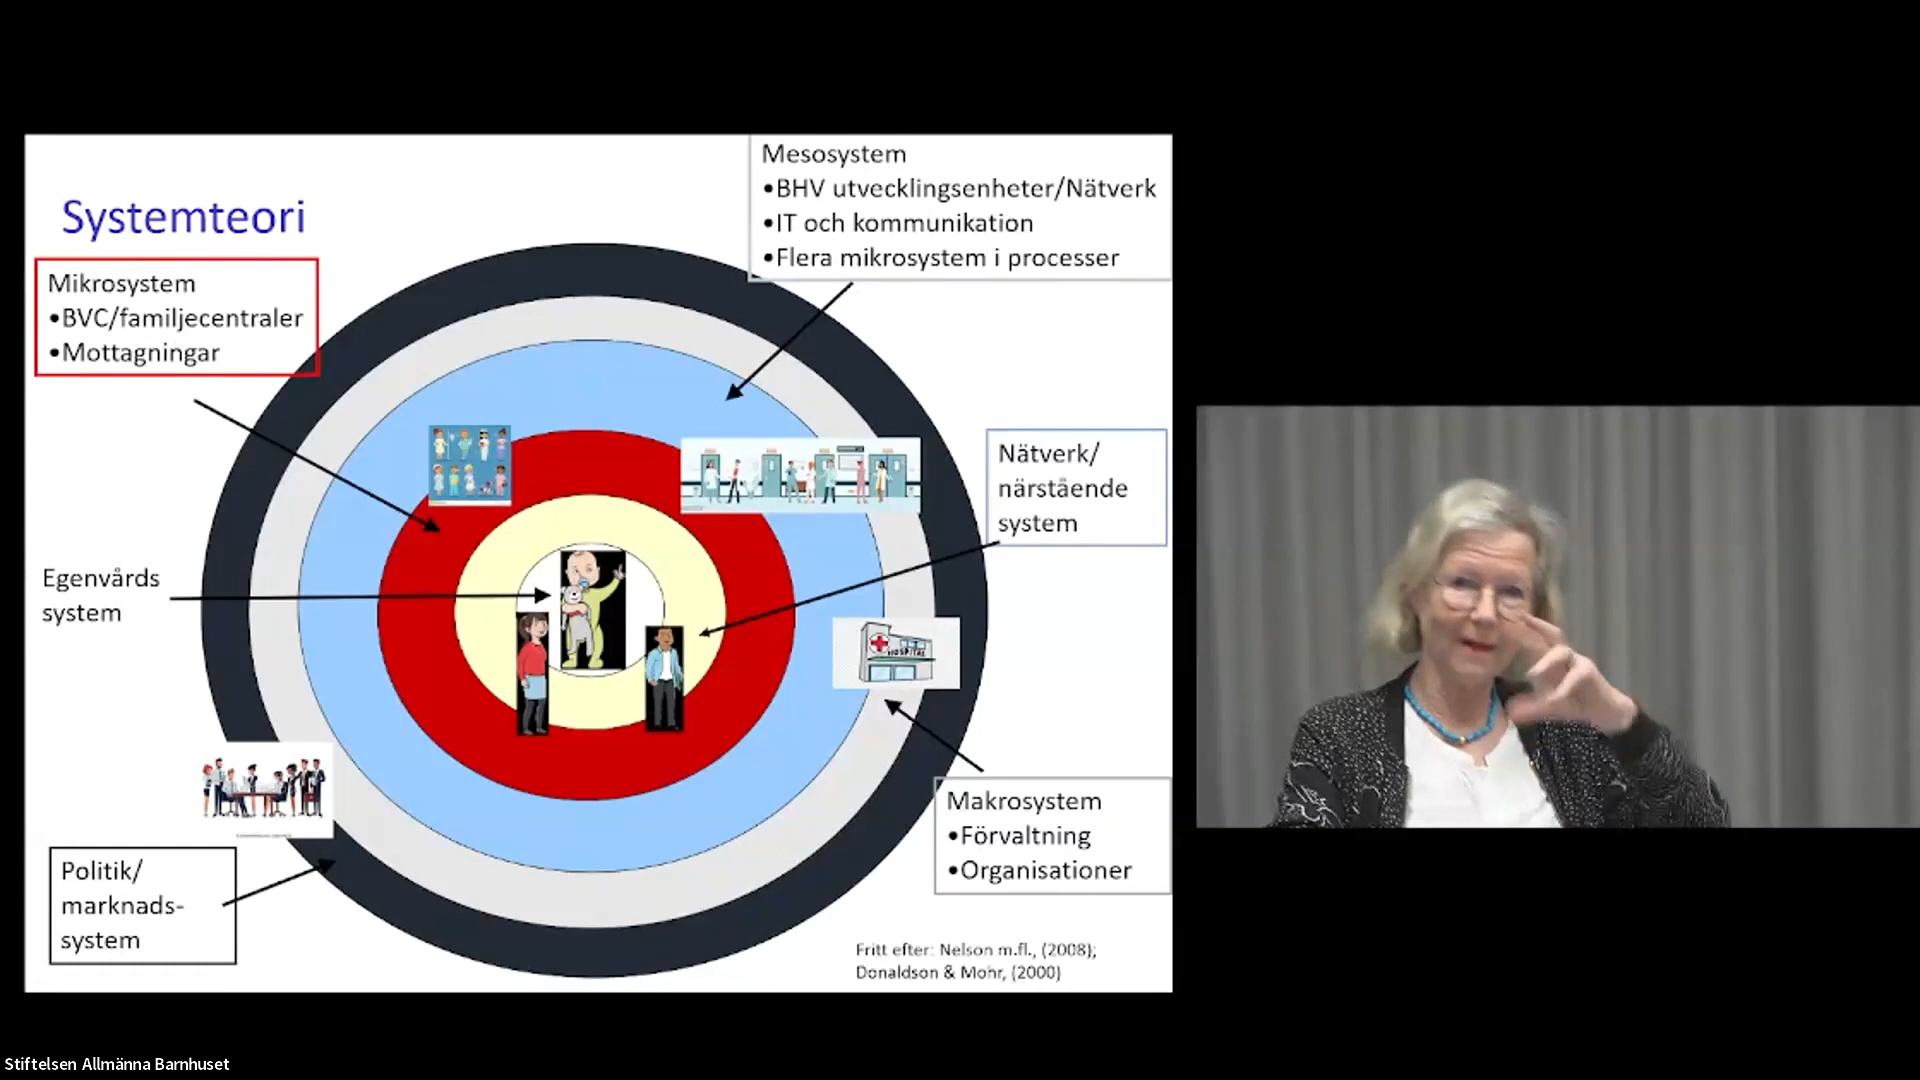 Systemteori
Mesosystem
•BHV utvecklingsenheter/Nätverk
•IT och kommunikation
•Flera mikrosystem i processer
Mikrosystem
•BVC/familjecentraler
•Mottagningar
Nätverk/
närstående
system
Egenvårds
system
HOSPITAL
Makrosystem
•Förvaltning
•Organisationer
Politik/
marknads-
system
Fritt efter: Nelson m.fl., (2008);
Donaldson & Mohr, (2000)
Stiftelsen Allmänna Barnhuset